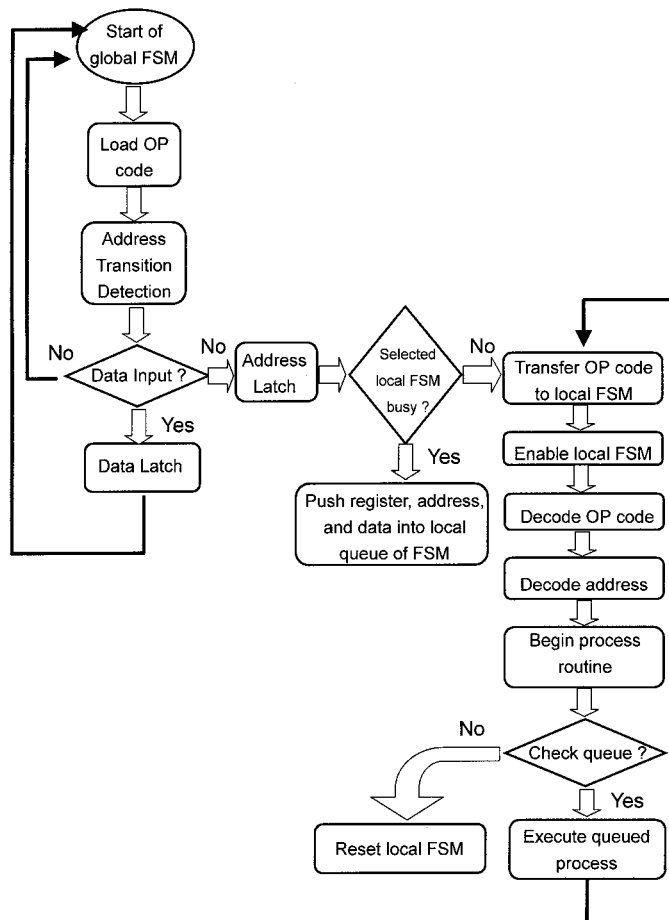 Start of
global FSM
Load OP
code
Address
Transition
Detection
No
Data Input ?
No
Yes
Data Latch
Address
Latch
Selected
local FSM
busy ?
No
Yes
Push register, address,
and data into local
queue of FSM
Transfer OP code
to local FSM
Enable local FSM
Decode OP code
Decode address
Begin process
routine
Check queue ?
No
Yes
Reset local FSM
Execute queued
process